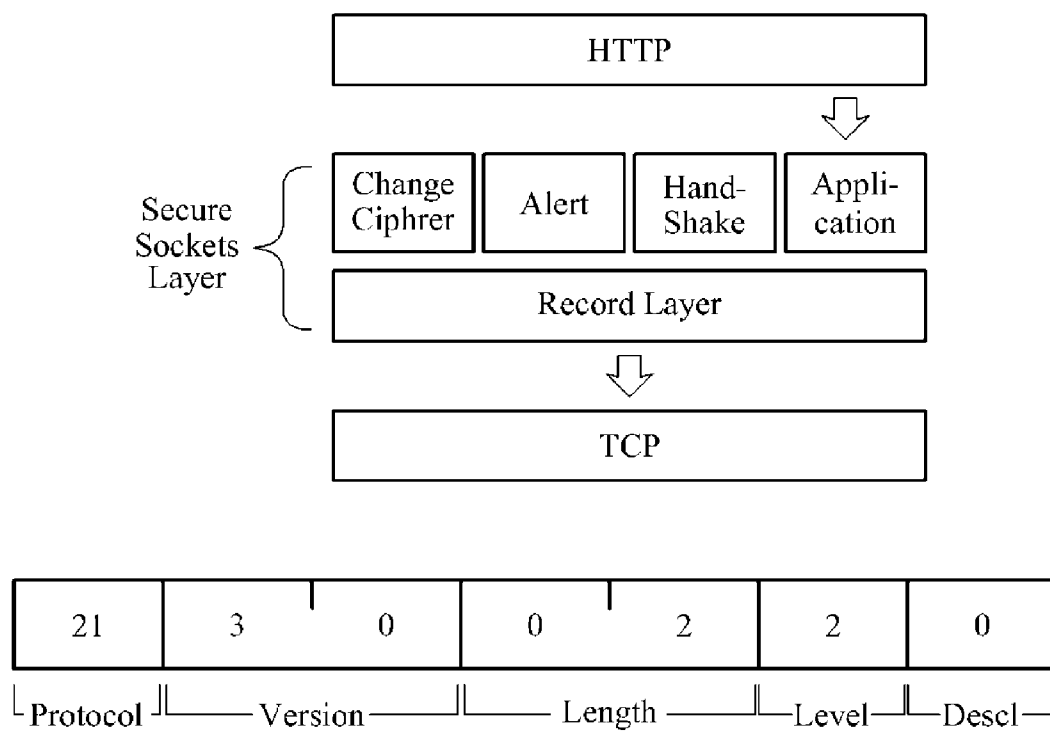 HTTP
Secure
Sockets
Layer
Change
Ciphrer
Alert
Hand-
Shake
Appli-
cation
Record Layer
TCP
21 3 0 0 2 2 0
Protocol Version Length Level Descl